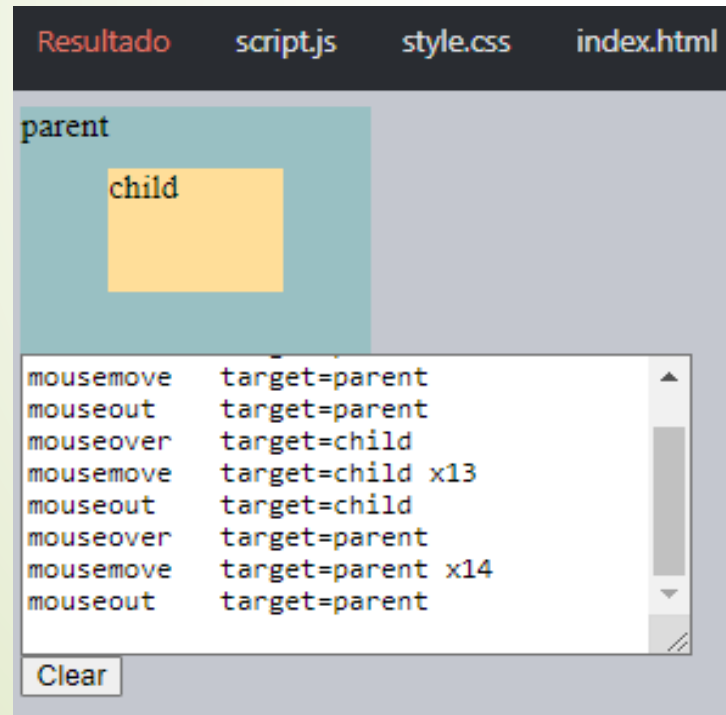 Resultado script.js style.css index.html
parent
child
mousemove target=parent
mouseout target=parent
mouseover target=child
mousemove target=child x13
mouseout target=child
mouseover target=parent
mousemove target=parent x14
mouseout target=parent
Clear